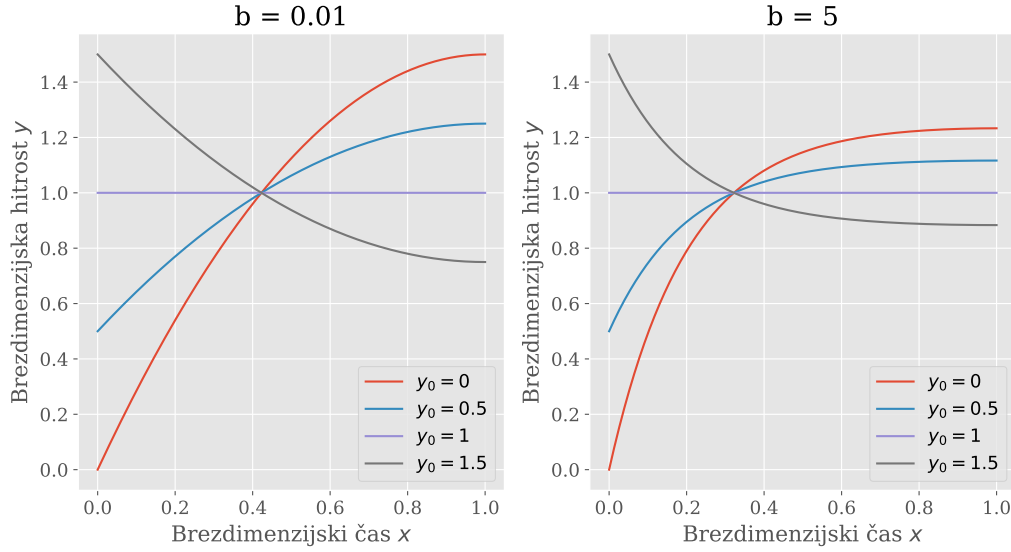 b = 0.01
1.4
1.2
1.0
0.8
0.6
0.4
0.2
0.0
Brezdimenzijska hitrost y
0.0 0.2 0.4 0.6 0.8 1.0
Brezdimenzijski čas x
y₀ = 0
y₀ = 0.5
y₀ = 1
y₀ = 1.5
b = 5
1.4
1.2
1.0
0.8
0.6
0.4
0.2
0.0
Brezdimenzijska hitrost y
0.0 0.2 0.4 0.6 0.8 1.0
Brezdimenzijski čas x
y₀ = 0
y₀ = 0.5
y₀ = 1
y₀ = 1.5